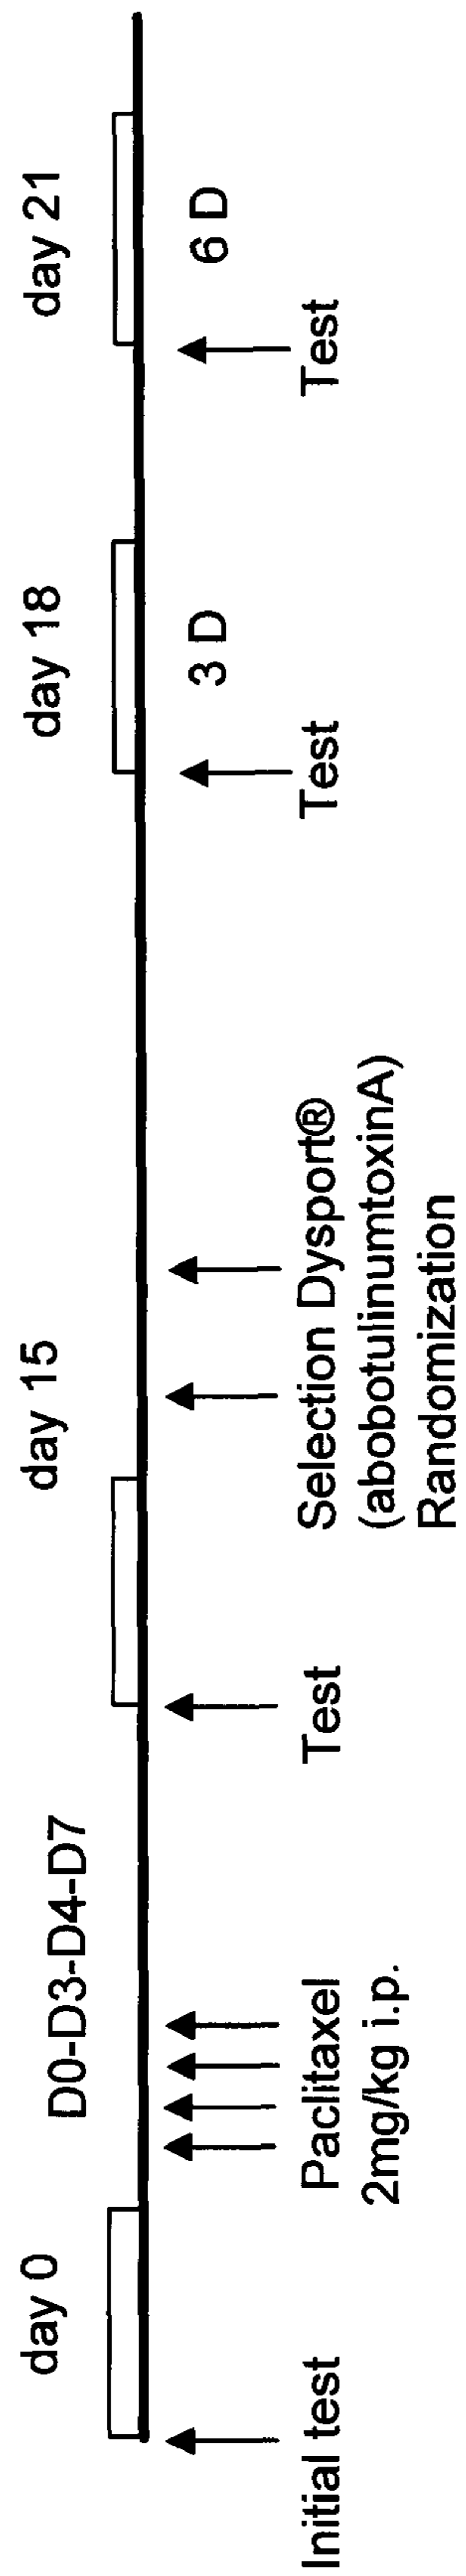 day 0
D0-D3-D4-D7
day 15
day 18
day 21
3 D
6 D
Initial test
Paclitaxel
2mg/kg i.p.
Test
Selection Dysport®
(abobotulinumtoxinA)
Randomization
Test
Test